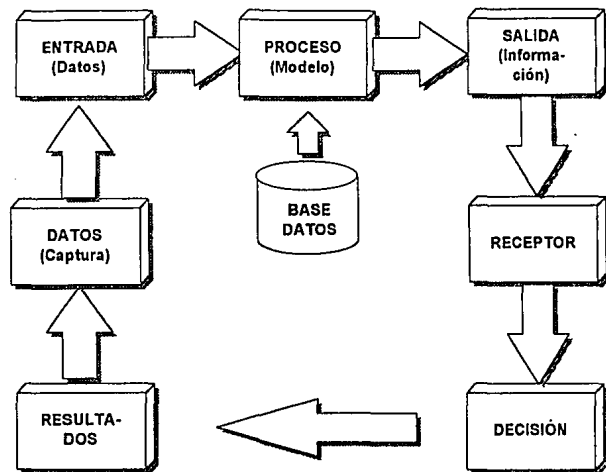 ENTRADA
(Datos)
PROCESO
(Modelo)
SALIDA
(Informa-
ción)
BASE
DATOS
DATOS
(Captura)
RECEPTOR
RESULTA-
DOS
DECISIÓN